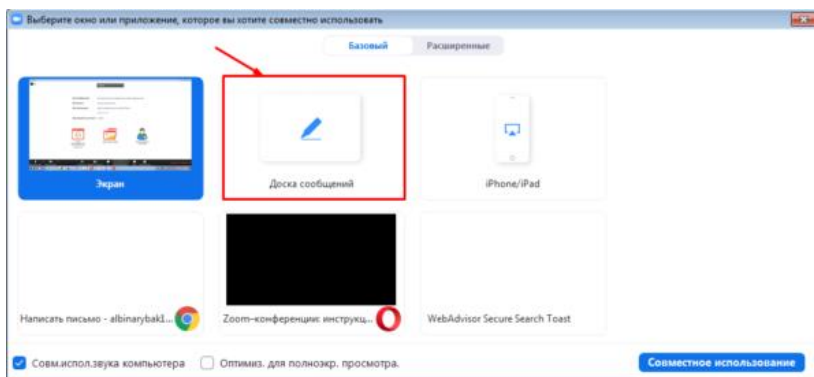 Выберите окно или приложение, которое вы хотите совместно использовать
Базовый Расширенные
Экран Доска сообщений iPhone/iPad
Написать письмо - albinarybak1... Zoom-конференции: инструкц... WebAdvisor Secure Search Toast
Совм.испол.звука компьютера Оптимиз. для полноэкр. просмотра. Совместное использование